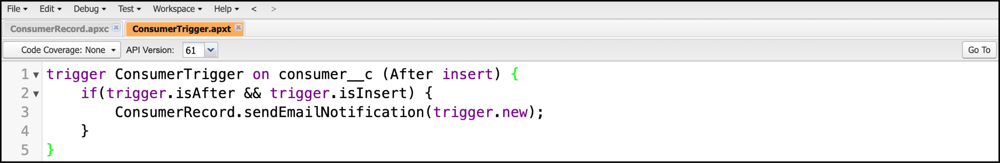 File Edit Debug Test Workspace Help < >
ConsumerRecord.apxc ConsumerTrigger.apxt
Code Coverage: None API Version: 61 Go To
1 trigger ConsumerTrigger on consumer__c (After insert) {
2     if(trigger.isAfter && trigger.isInsert) {
3         ConsumerRecord.sendEmailNotification(trigger.new);
4     }
5 }